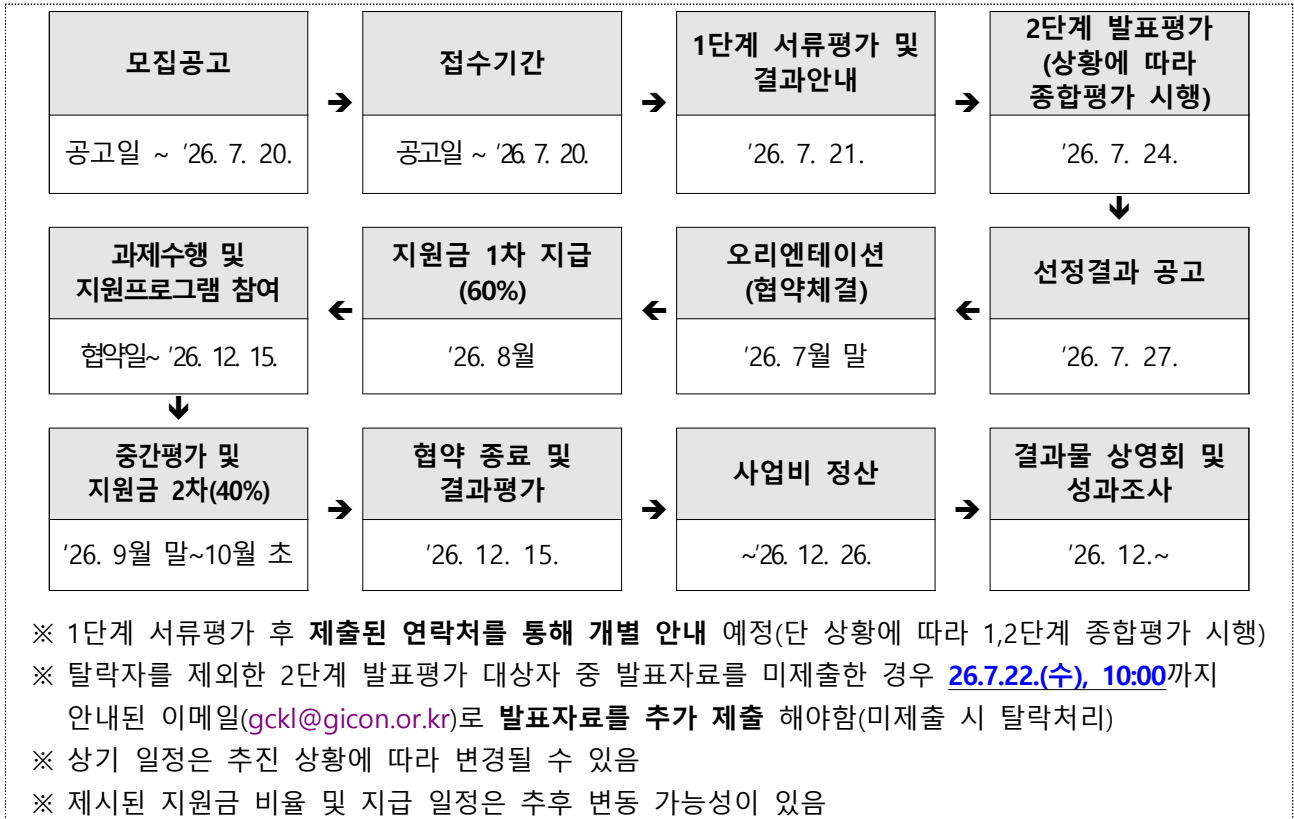 모집공고
공고일 ~ '26. 7. 20.
➔
접수기간
공고일 ~ '26. 7. 20.
➔
1단계 서류평가 및
결과안내
'26. 7. 21.
➔
2단계 발표평가
(상황에 따라
종합평가 시행)
'26. 7. 24.
🡻
선정결과 공고
'26. 7. 27.
🡸
오리엔테이션
(협약체결)
'26. 7월 말
🡸
지원금 1차 지급
(60%)
'26. 8월
🡸
과제수행 및
지원프로그램 참여
협약일~ '26. 12. 15.
🡻
중간평가 및
지원금 2차(40%)
'26. 9월 말~10월 초
➔
협약 종료 및
결과평가
'26. 12. 15.
➔
사업비 정산
~'26. 12. 26.
➔
결과물 상영회 및
성과조사
'26. 12.~
※ 1단계 서류평가 후 제출된 연락처를 통해 개별 안내 예정(단 상황에 따라 1,2단계 종합평가 시행)
※ 탈락자를 제외한 2단계 발표평가 대상자 중 발표자료를 미제출한 경우 26.7.22.(수), 10:00까지
안내된 이메일(gckl@gicon.or.kr)로 발표자료를 추가 제출 해야함(미제출 시 탈락처리)
※ 상기 일정은 추진 상황에 따라 변경될 수 있음
※ 제시된 지원금 비율 및 지급 일정은 추후 변동 가능성이 있음